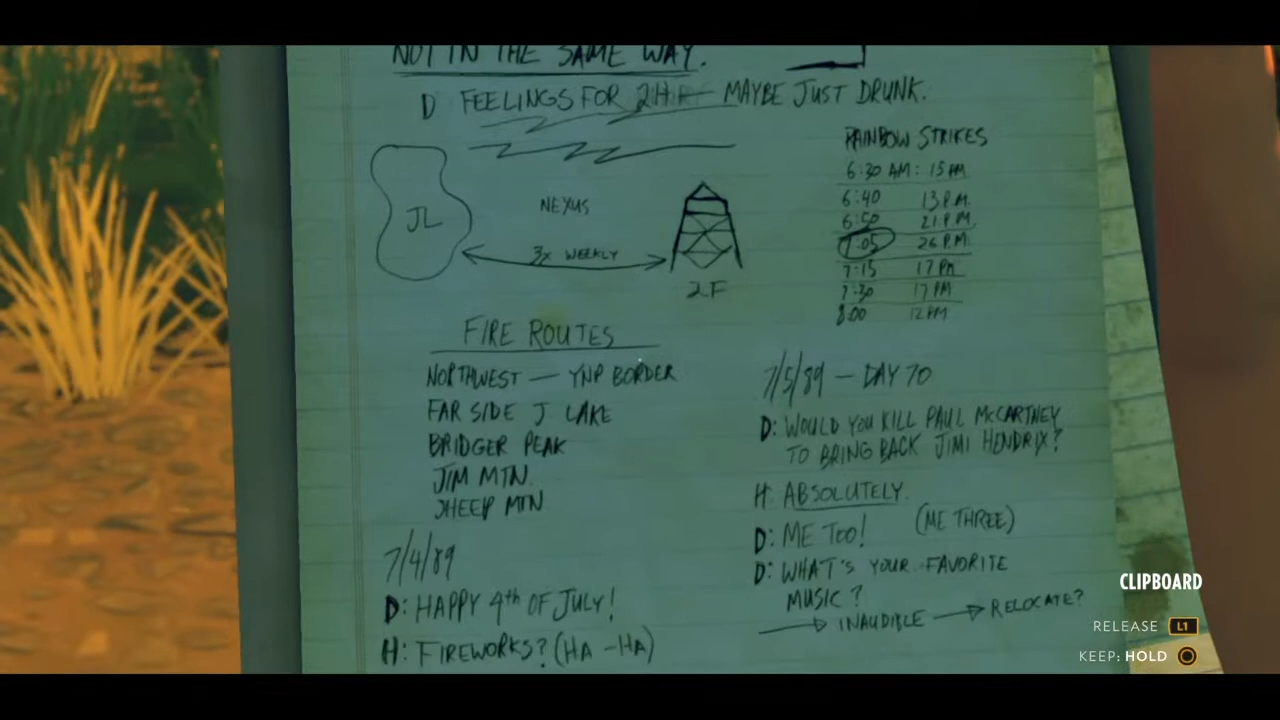 NOT IN THE SAME WAY.
D FEELINGS FOR MAYBE JUST DRUNK.
JL
NEXUS
3X WEEKLY
2F
RAINBOW STRIKES
6:30 AM: 15 PM
6:40 13 P.M.
6:50 21 P.M.
7:05 26 P.M.
7:15 17 PM
7:30 17 PM
8:00 12 PM
FIRE ROUTES
NORTHWEST — YNP BORDER
FAR SIDE J LAKE
BRIDGER PEAK
JIM MTN.
SHEEP MTN
7/4/89
D: HAPPY 4th OF JULY!
H: FIREWORKS? (HA-HA)
7/5/89 — DAY 70
D: WOULD YOU KILL PAUL McCARTNEY
TO BRING BACK JIMI HENDRIX?
H: ABSOLUTELY.
D: ME TOO! (ME THREE)
D: WHAT'S YOUR FAVORITE
MUSIC?
→ INAUDIBLE → RELOCATE?
CLIPBOARD
RELEASE L1
KEEP: HOLD